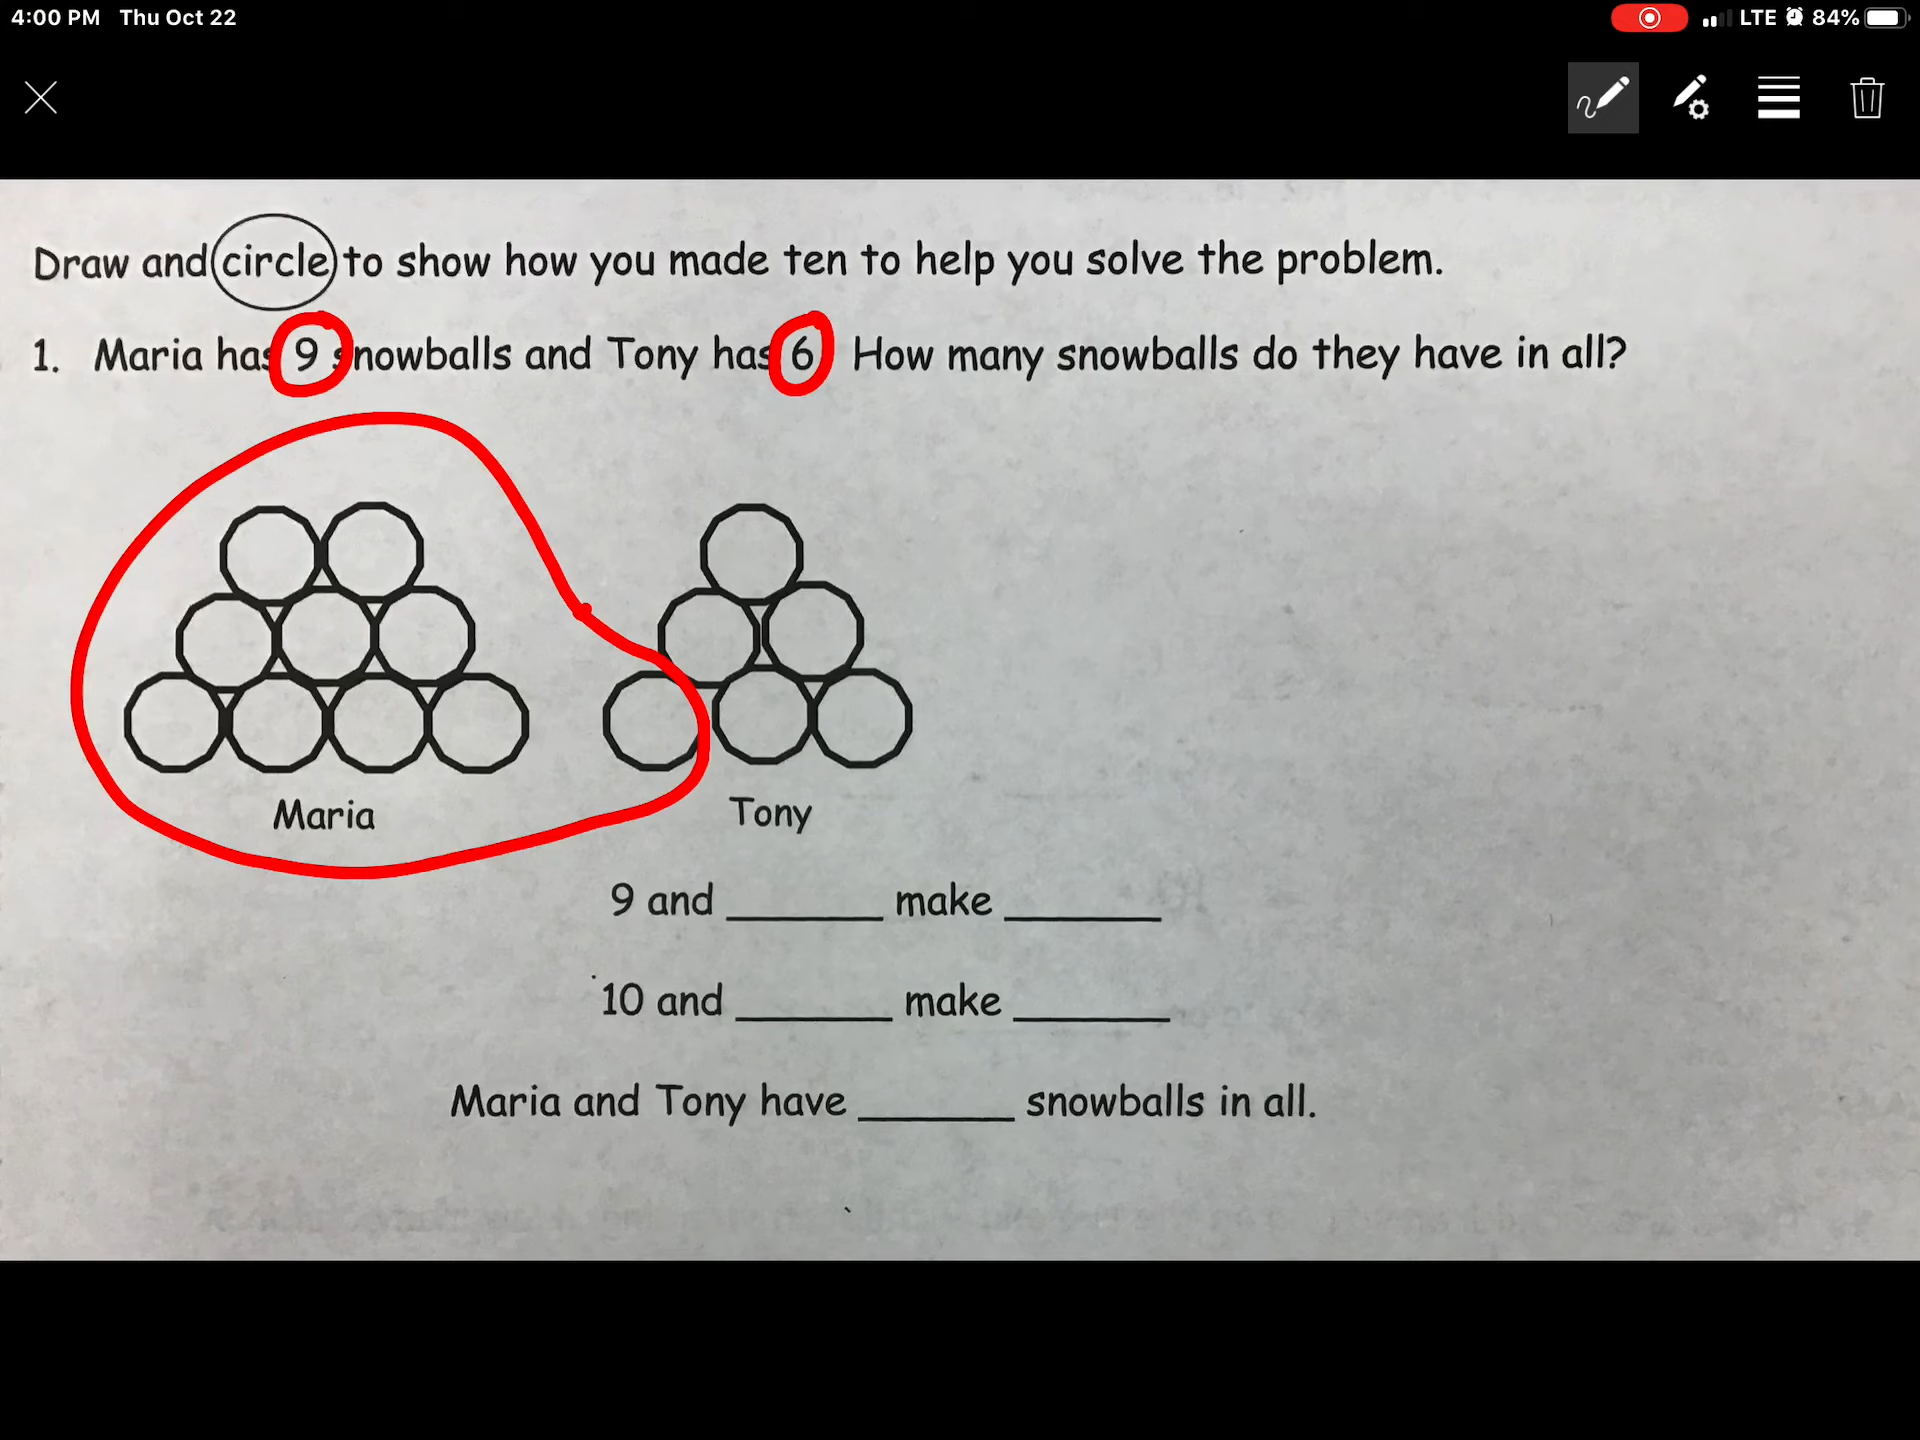 4:00 PM Thu Oct 22
LTE 84%
Draw and circle to show how you made ten to help you solve the problem.
1. Maria has 9 snowballs and Tony has 6 How many snowballs do they have in all?
Maria Tony
9 and ______ make ______
10 and ______ make ______
Maria and Tony have ______ snowballs in all.